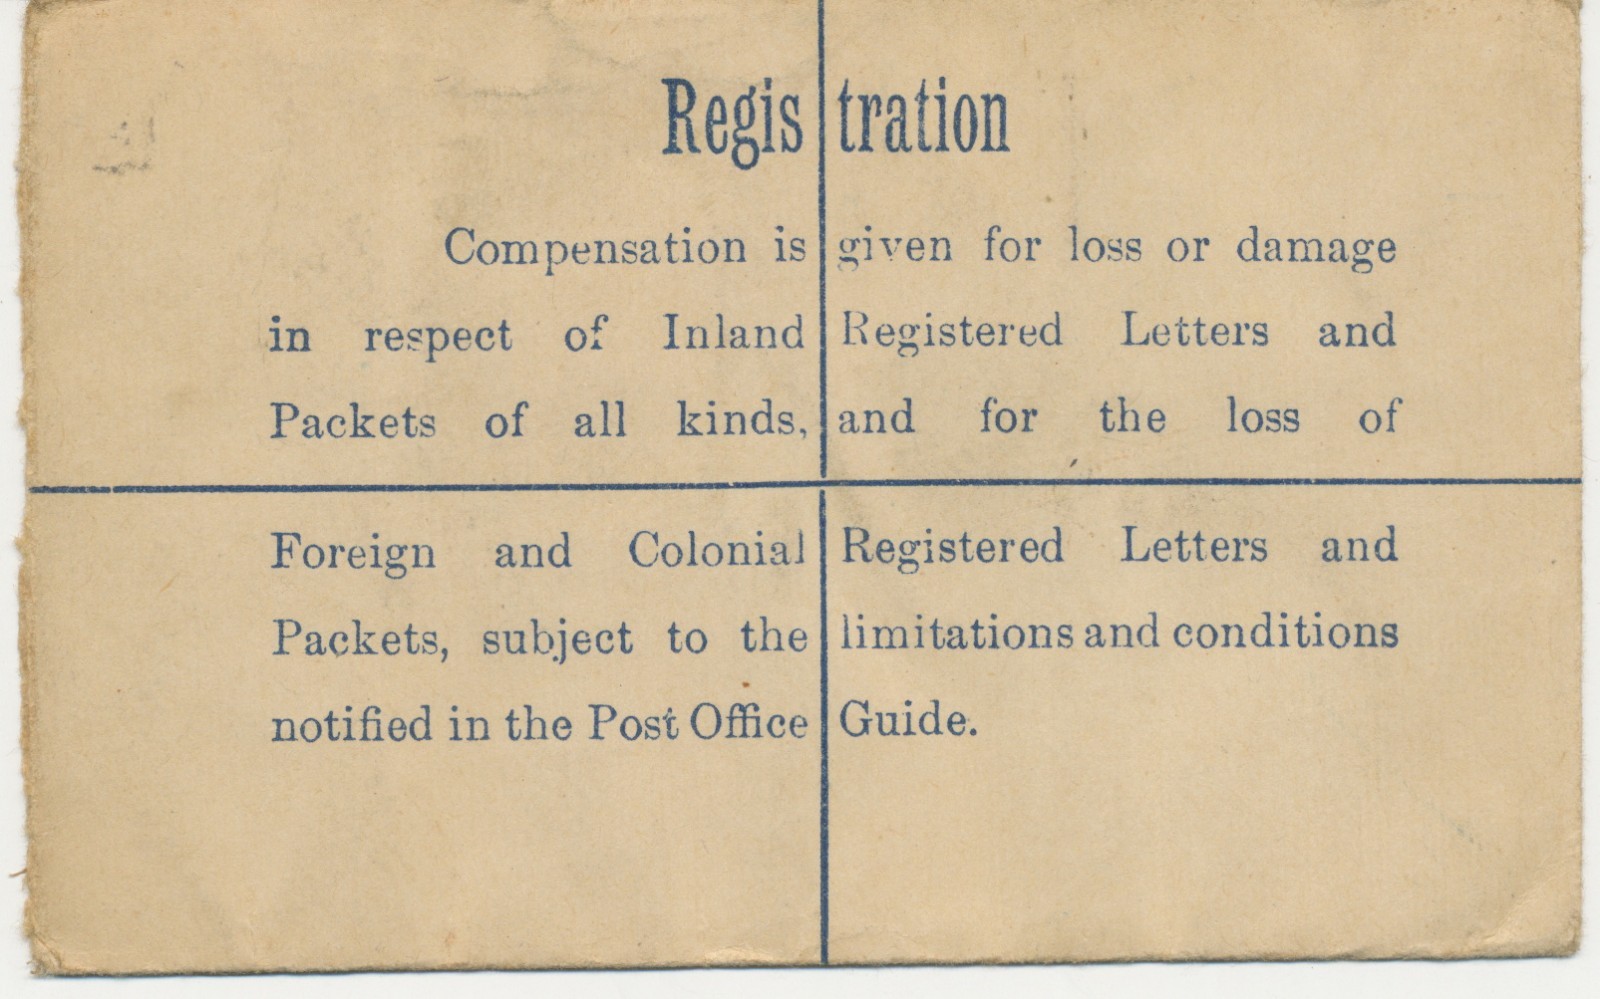 Registration
Compensation is given for loss or damage
in respect of Inland Registered Letters and
Packets of all kinds, and for the loss of
Foreign and Colonial Registered Letters and
Packets, subject to the limitations and conditions
notified in the Post Office Guide.